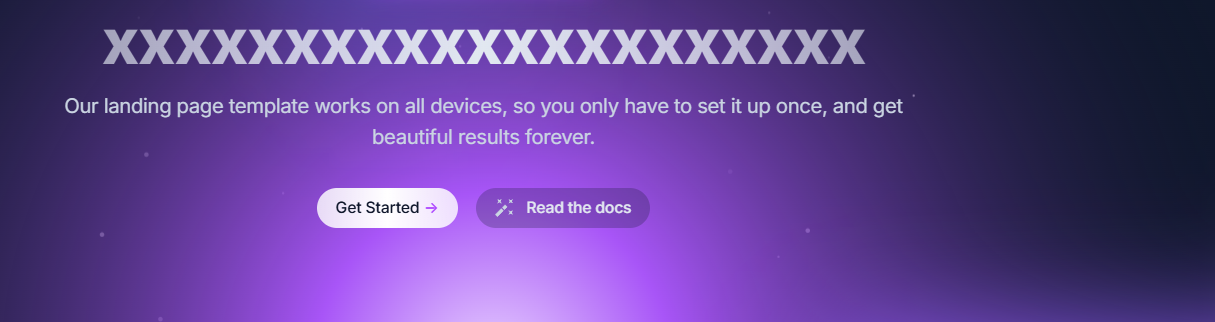 XXXXXXXXXXXXXXXXXXXXX
Our landing page template works on all devices, so you only have to set it up once, and get
beautiful results forever.
Get Started → Read the docs